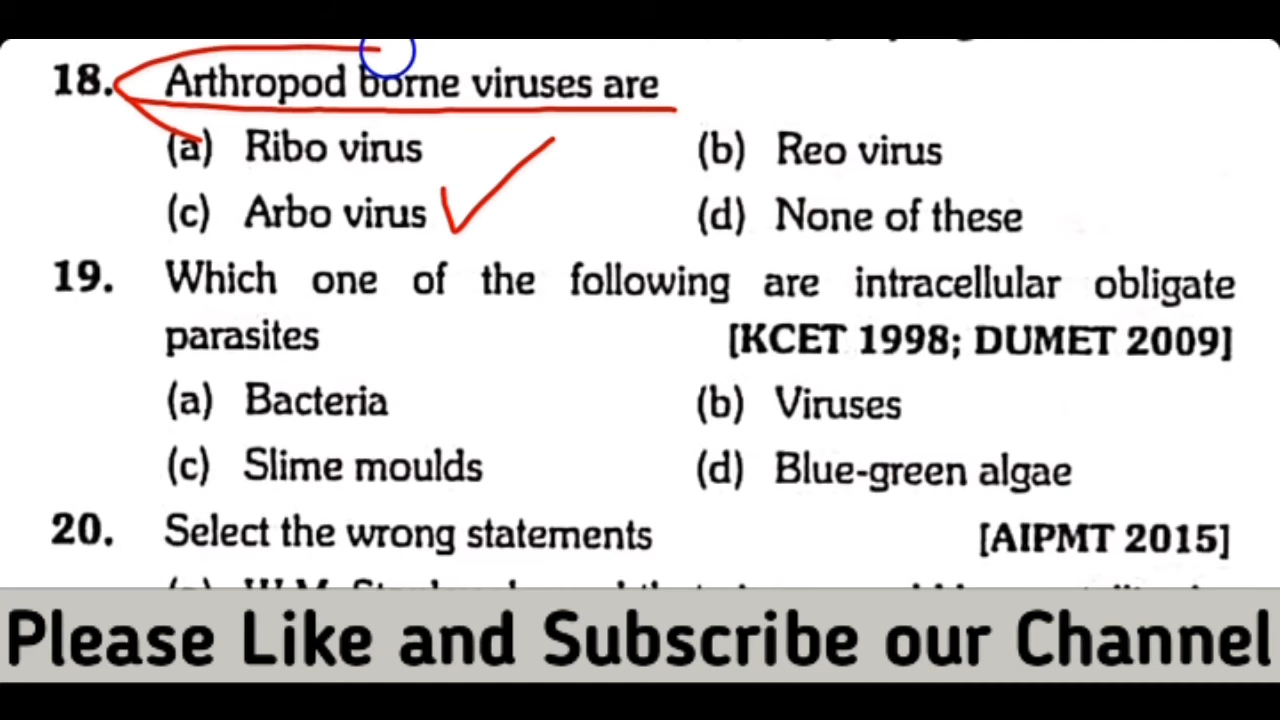 18. Arthropod borne viruses are
(a) Ribo virus (b) Reo virus
(c) Arbo virus (d) None of these
19. Which one of the following are intracellular obligate
parasites [KCET 1998; DUMET 2009]
(a) Bacteria (b) Viruses
(c) Slime moulds (d) Blue-green algae
20. Select the wrong statements [AIPMT 2015]
Please Like and Subscribe our Channel